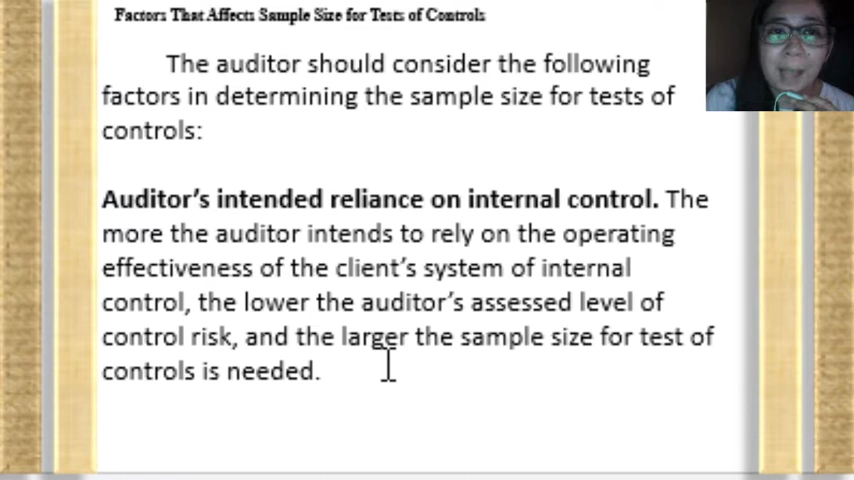 Factors That Affects Sample Size for Tests of Controls
The auditor should consider the following
factors in determining the sample size for tests of
controls:
Auditor's intended reliance on internal control. The
more the auditor intends to rely on the operating
effectiveness of the client's system of internal
control, the lower the auditor's assessed level of
control risk, and the larger the sample size for test of
controls is needed.